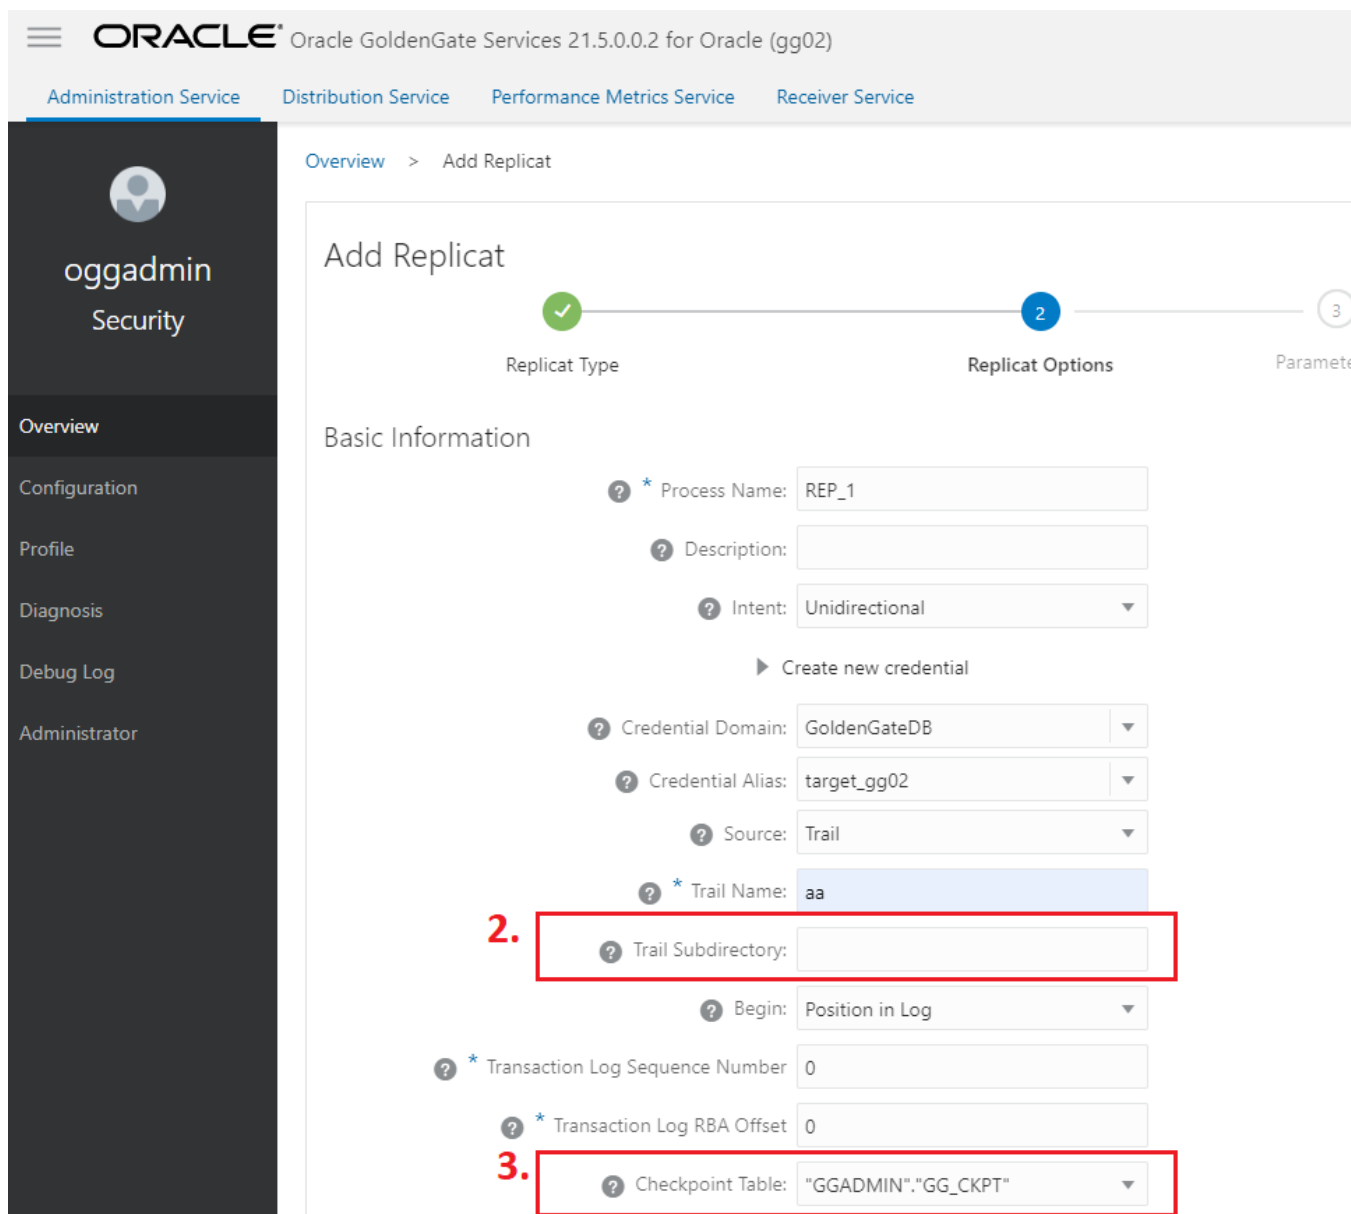 ORACLE Oracle GoldenGate Services 21.5.0.0.2 for Oracle (gg02)
Administration Service Distribution Service Performance Metrics Service Receiver Service
Overview > Add Replicat
oggadmin
Security
Overview
Configuration
Profile
Diagnosis
Debug Log
Administrator
Add Replicat
2 3
Replicat Type Replicat Options Paramete
Basic Information
? * Process Name: REP_1
? Description:
? Intent: Unidirectional
Create new credential
? Credential Domain: GoldenGateDB
? Credential Alias: target_gg02
? Source: Trail
? * Trail Name: aa
2.
? Trail Subdirectory:
? Begin: Position in Log
? * Transaction Log Sequence Number 0
? * Transaction Log RBA Offset 0
3.
? Checkpoint Table: "GGADMIN"."GG_CKPT"